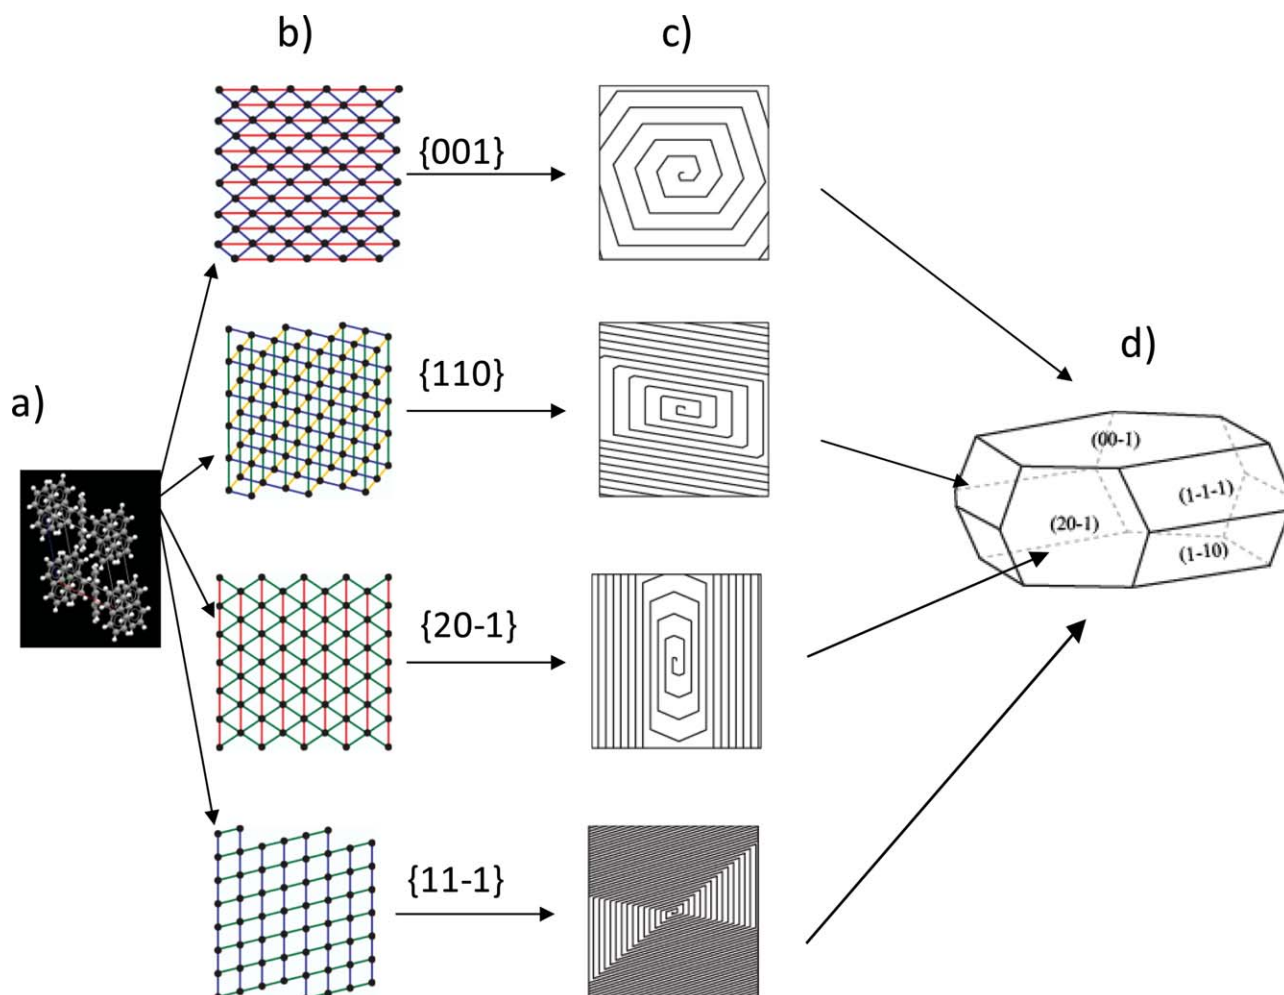 b)
c)
{001}
{110}
d)
a)
(00-1)
(1-1-1)
(20-1)
(1-10)
{20-1}
{11-1}